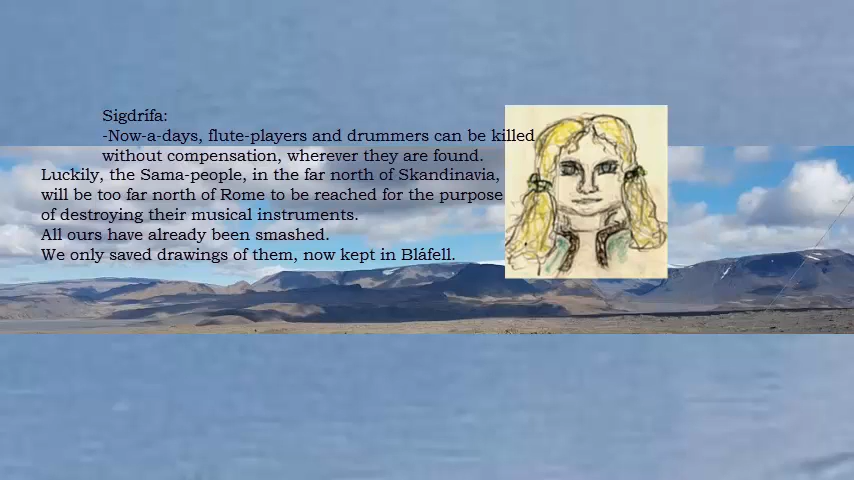 Sigdrífa:
-Now-a-days, flute-players and drummers can be killed
without compensation, wherever they are found.
Luckily, the Sama-people, in the far north of Skandinavia,
will be too far north of Rome to be reached for the purpose
of destroying their musical instruments.
All ours have already been smashed.
We only saved drawings of them, now kept in Bláfell.